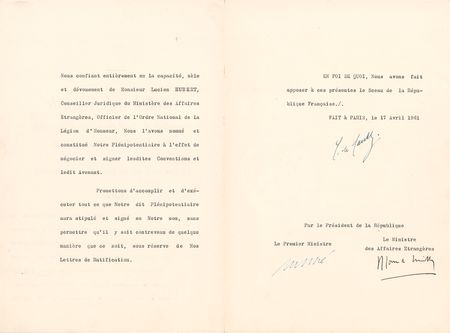 Nous confiant entièrement en la capacité, zèle
et dévouement de Monsieur Lucien HUBERT,
Conseiller Juridique du Ministère des Affaires
Etrangères, Officier de l'Ordre National de la
Légion d'Honneur, Nous l'avons nommé et
constitué Notre Plénipotentiaire à l'effet de
négocier et signer lesdites Conventions et
ledit Avenant.
Promettons d'accomplir et d'exé-
cuter tout ce que Notre dit Plénipotentiaire
aura stipulé et signé en Notre nom, sans
permettre qu'il y soit contrevenu de quelque
manière que ce soit, sous réserve de Nos
Lettres de Ratification.
EN FOI DE QUOI, Nous avons fait
apposer à ces présentes le Sceau de la Répu-
blique Française./.
FAIT à PARIS, le 17 Avril 1961
Par le Président de la République
Le Premier Ministre
Le Ministre
des Affaires Etrangères